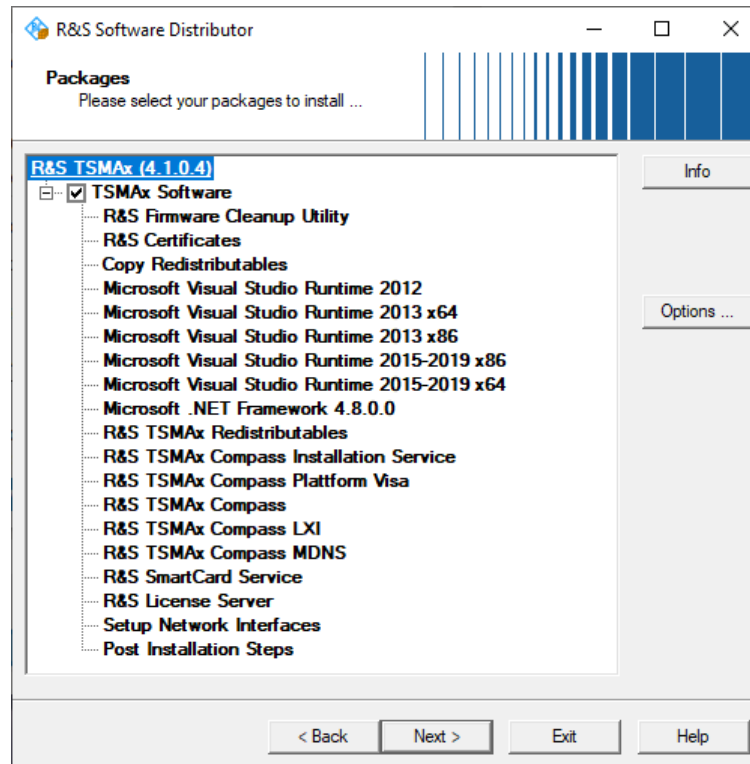 R&S Software Distributor
Packages
Please select your packages to install ...
R&S TSMAx (4.1.0.4)
TSMAx Software
R&S Firmware Cleanup Utility
R&S Certificates
Copy Redistributables
Microsoft Visual Studio Runtime 2012
Microsoft Visual Studio Runtime 2013 x64
Microsoft Visual Studio Runtime 2013 x86
Microsoft Visual Studio Runtime 2015-2019 x86
Microsoft Visual Studio Runtime 2015-2019 x64
Microsoft .NET Framework 4.8.0.0
R&S TSMAx Redistributables
R&S TSMAx Compass Installation Service
R&S TSMAx Compass Plattform Visa
R&S TSMAx Compass
R&S TSMAx Compass LXI
R&S TSMAx Compass MDNS
R&S SmartCard Service
R&S License Server
Setup Network Interfaces
Post Installation Steps
Info
Options ...
< Back
Next >
Exit
Help